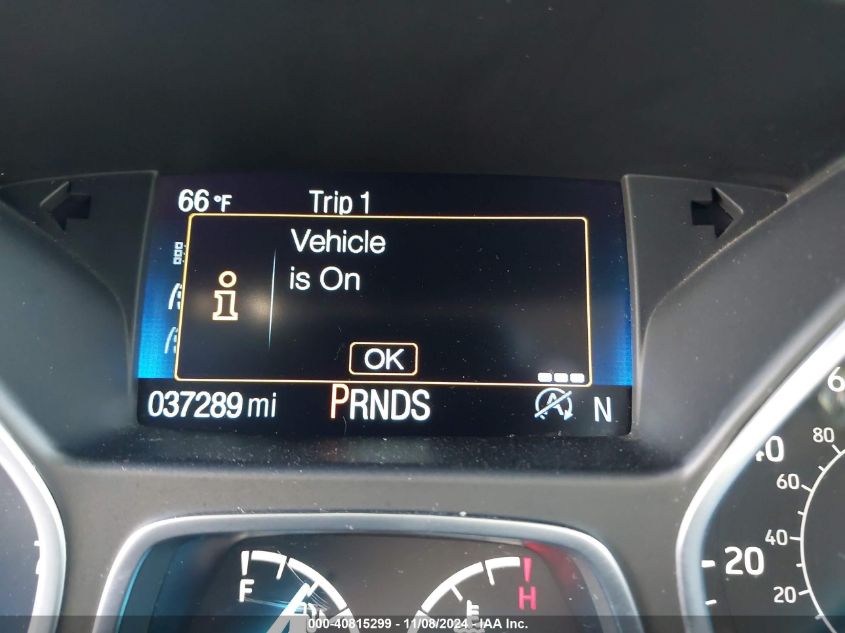 66°F Trip 1
Vehicle
is On
OK
037289 mi PRNDS N
F H
40 80
60
20 40
20
000-40815299 - 11/08/2024 - IAA Inc.